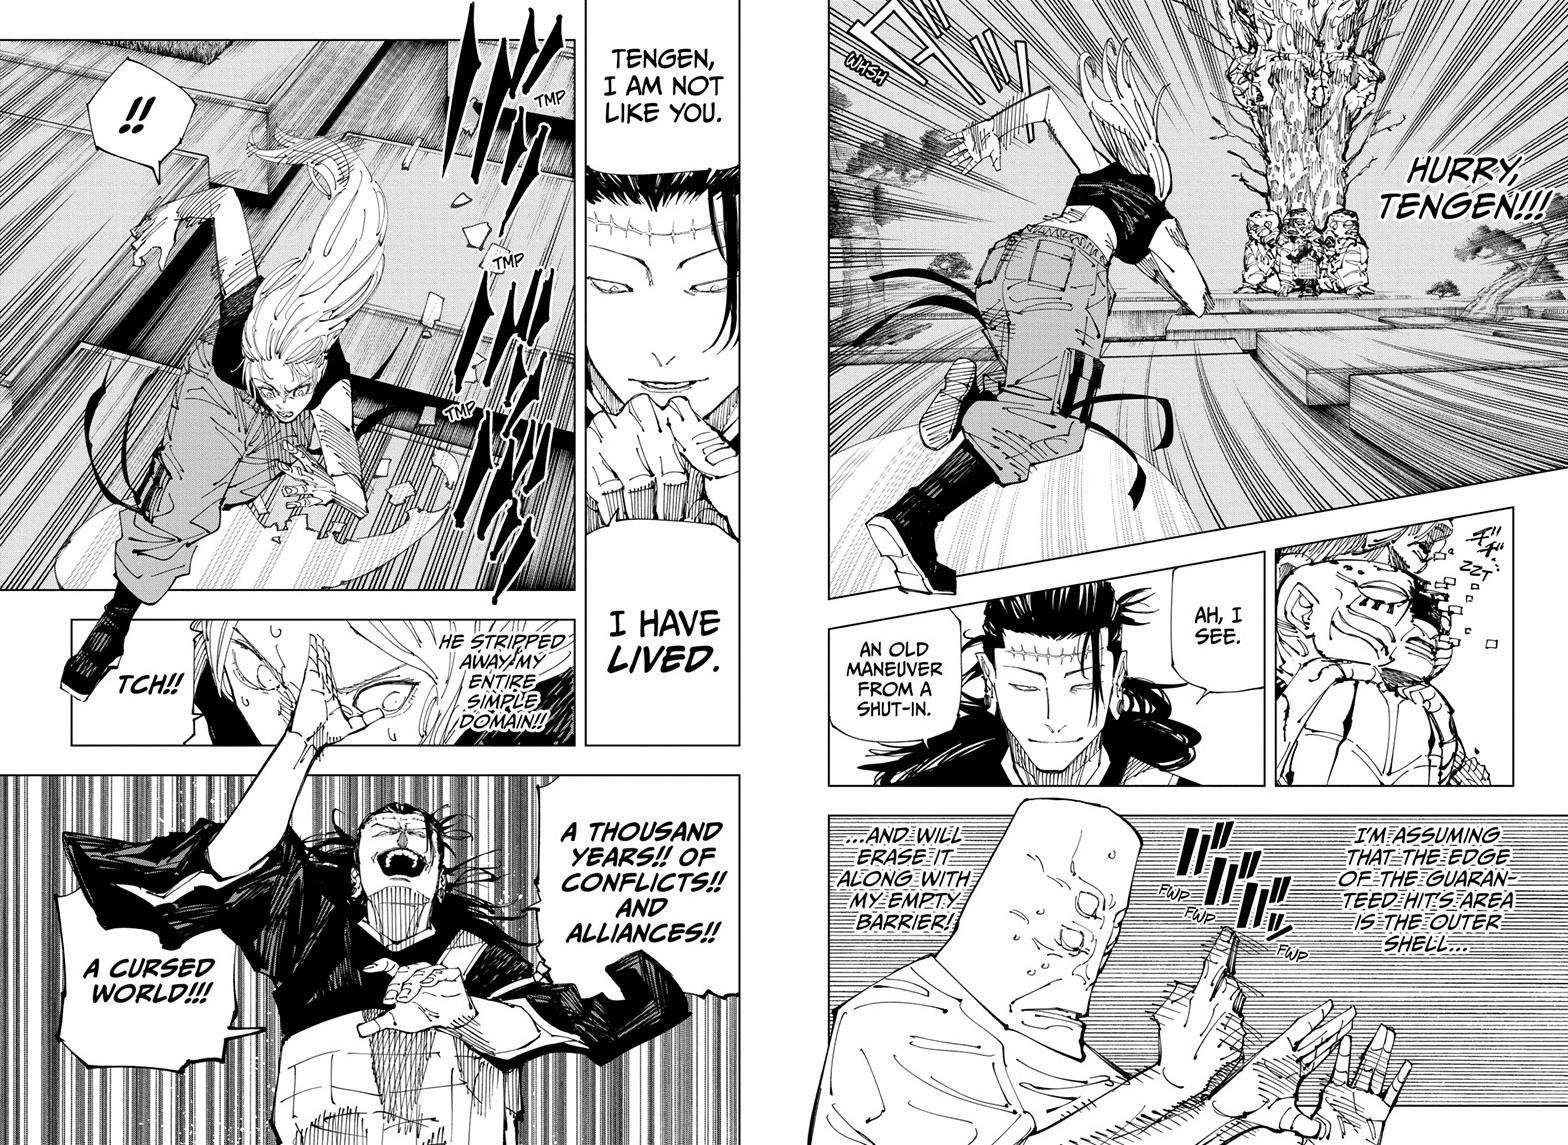 WHSH
HURRY,
TENGEN!!!
ZZT
AH, I
SEE.
AN OLD
MANEUVER
FROM A
SHUT-IN.
I'M ASSUMING
THAT THE EDGE
OF THE GUARAN-
TEED HIT'S AREA
IS THE OUTER
SHELL...
FWP
FWP
FWP
...AND WILL
ERASE IT
ALONG WITH
MY EMPTY
BARRIER!
TENGEN,
I AM NOT
LIKE YOU.
I HAVE
LIVED.
TMP
TMP
TMP
!!
HE STRIPPED
AWAY MY
ENTIRE
SIMPLE
DOMAIN!!
TCH!!
A THOUSAND
YEARS!! OF
CONFLICTS!!
AND
ALLIANCES!!
A CURSED
WORLD!!!